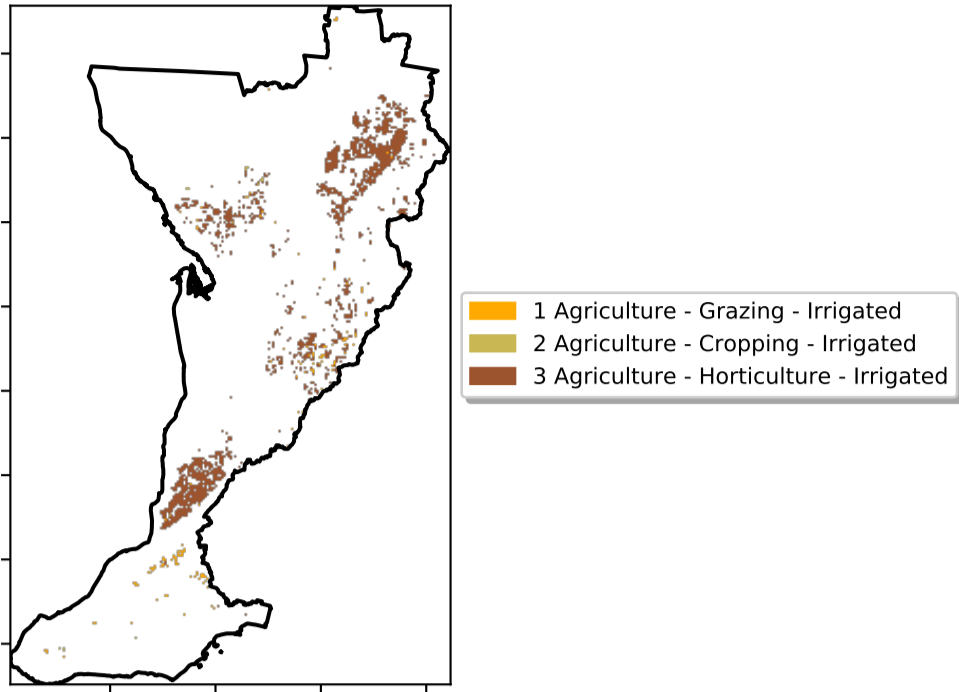 1 Agriculture - Grazing - Irrigated
2 Agriculture - Cropping - Irrigated
3 Agriculture - Horticulture - Irrigated